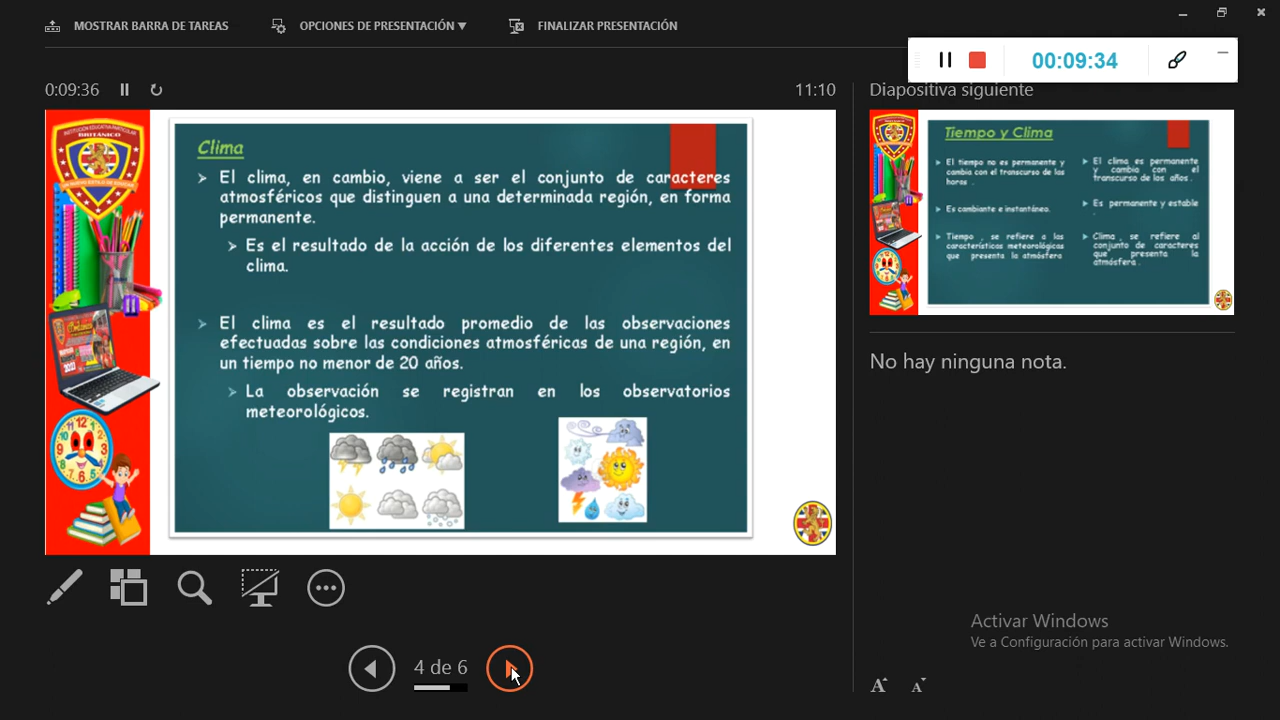 MOSTRAR BARRA DE TAREAS
OPCIONES DE PRESENTACIÓN ▼
FINALIZAR PRESENTACIÓN
00:09:34
0:09:36
11:10
Diapositiva siguiente
BRITÁNICO
Clima
El clima, en cambio, viene a ser el conjunto de caracteres
atmosféricos que distinguen a una determinada región, en forma
permanente.
Es el resultado de la acción de los diferentes elementos del
clima.
El clima es el resultado promedio de las observaciones
efectuadas sobre las condiciones atmosféricas de una región, en
un tiempo no menor de 20 años.
La observación se registran en los observatorios
meteorológicos.
Tiempo y Clima
El tiempo no es permanente y
cambia con el transcurso de las
horas .
Es cambiante e instantáneo.
Tiempo , se refiere a las
características meteorológicas
que presenta la atmósfera
El clima es permanente
y cambia con el
transcurso de los años .
Es permanente y estable
.
Clima , se refiere al
conjunto de caracteres
que presenta la
atmósfera .
No hay ninguna nota.
Activar Windows
Ve a Configuración para activar Windows.
4 de 6
A A